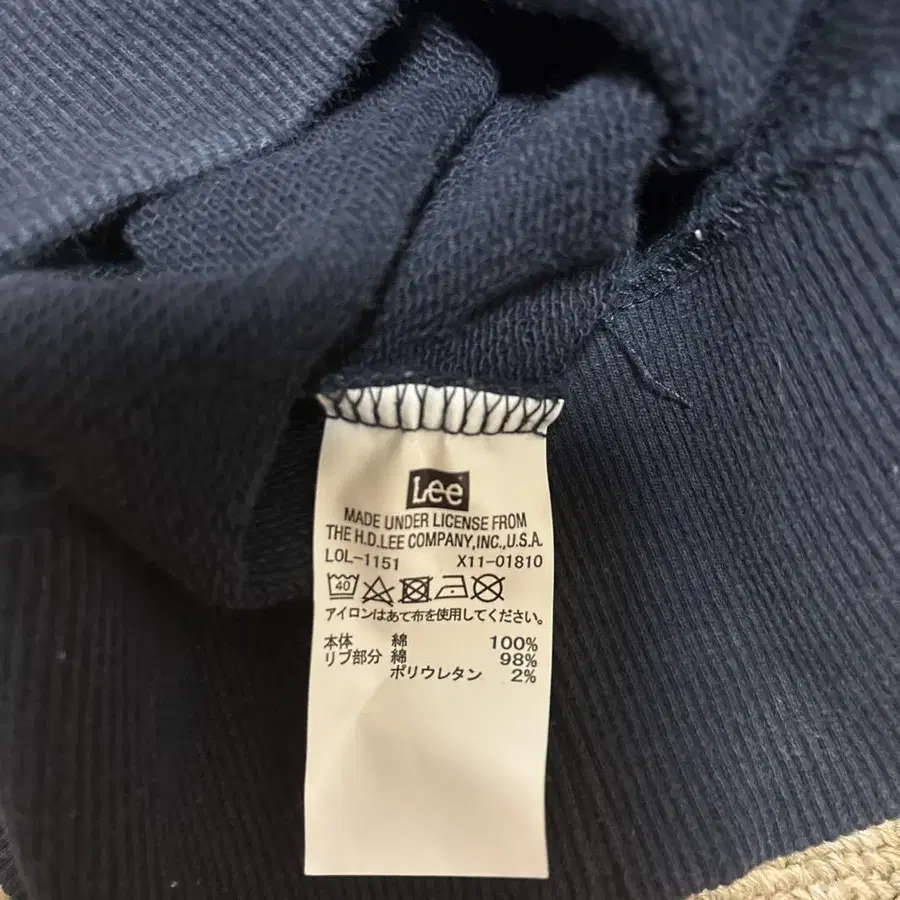 Lee
MADE UNDER LICENSE FROM
THE H.D.LEE COMPANY,INC.,U.S.A.
LOL-1151 X11-01810
40
アイロンはあて布を使用してください。
本体 綿 100%
リブ部分 綿 98%
ポリウレタン 2%